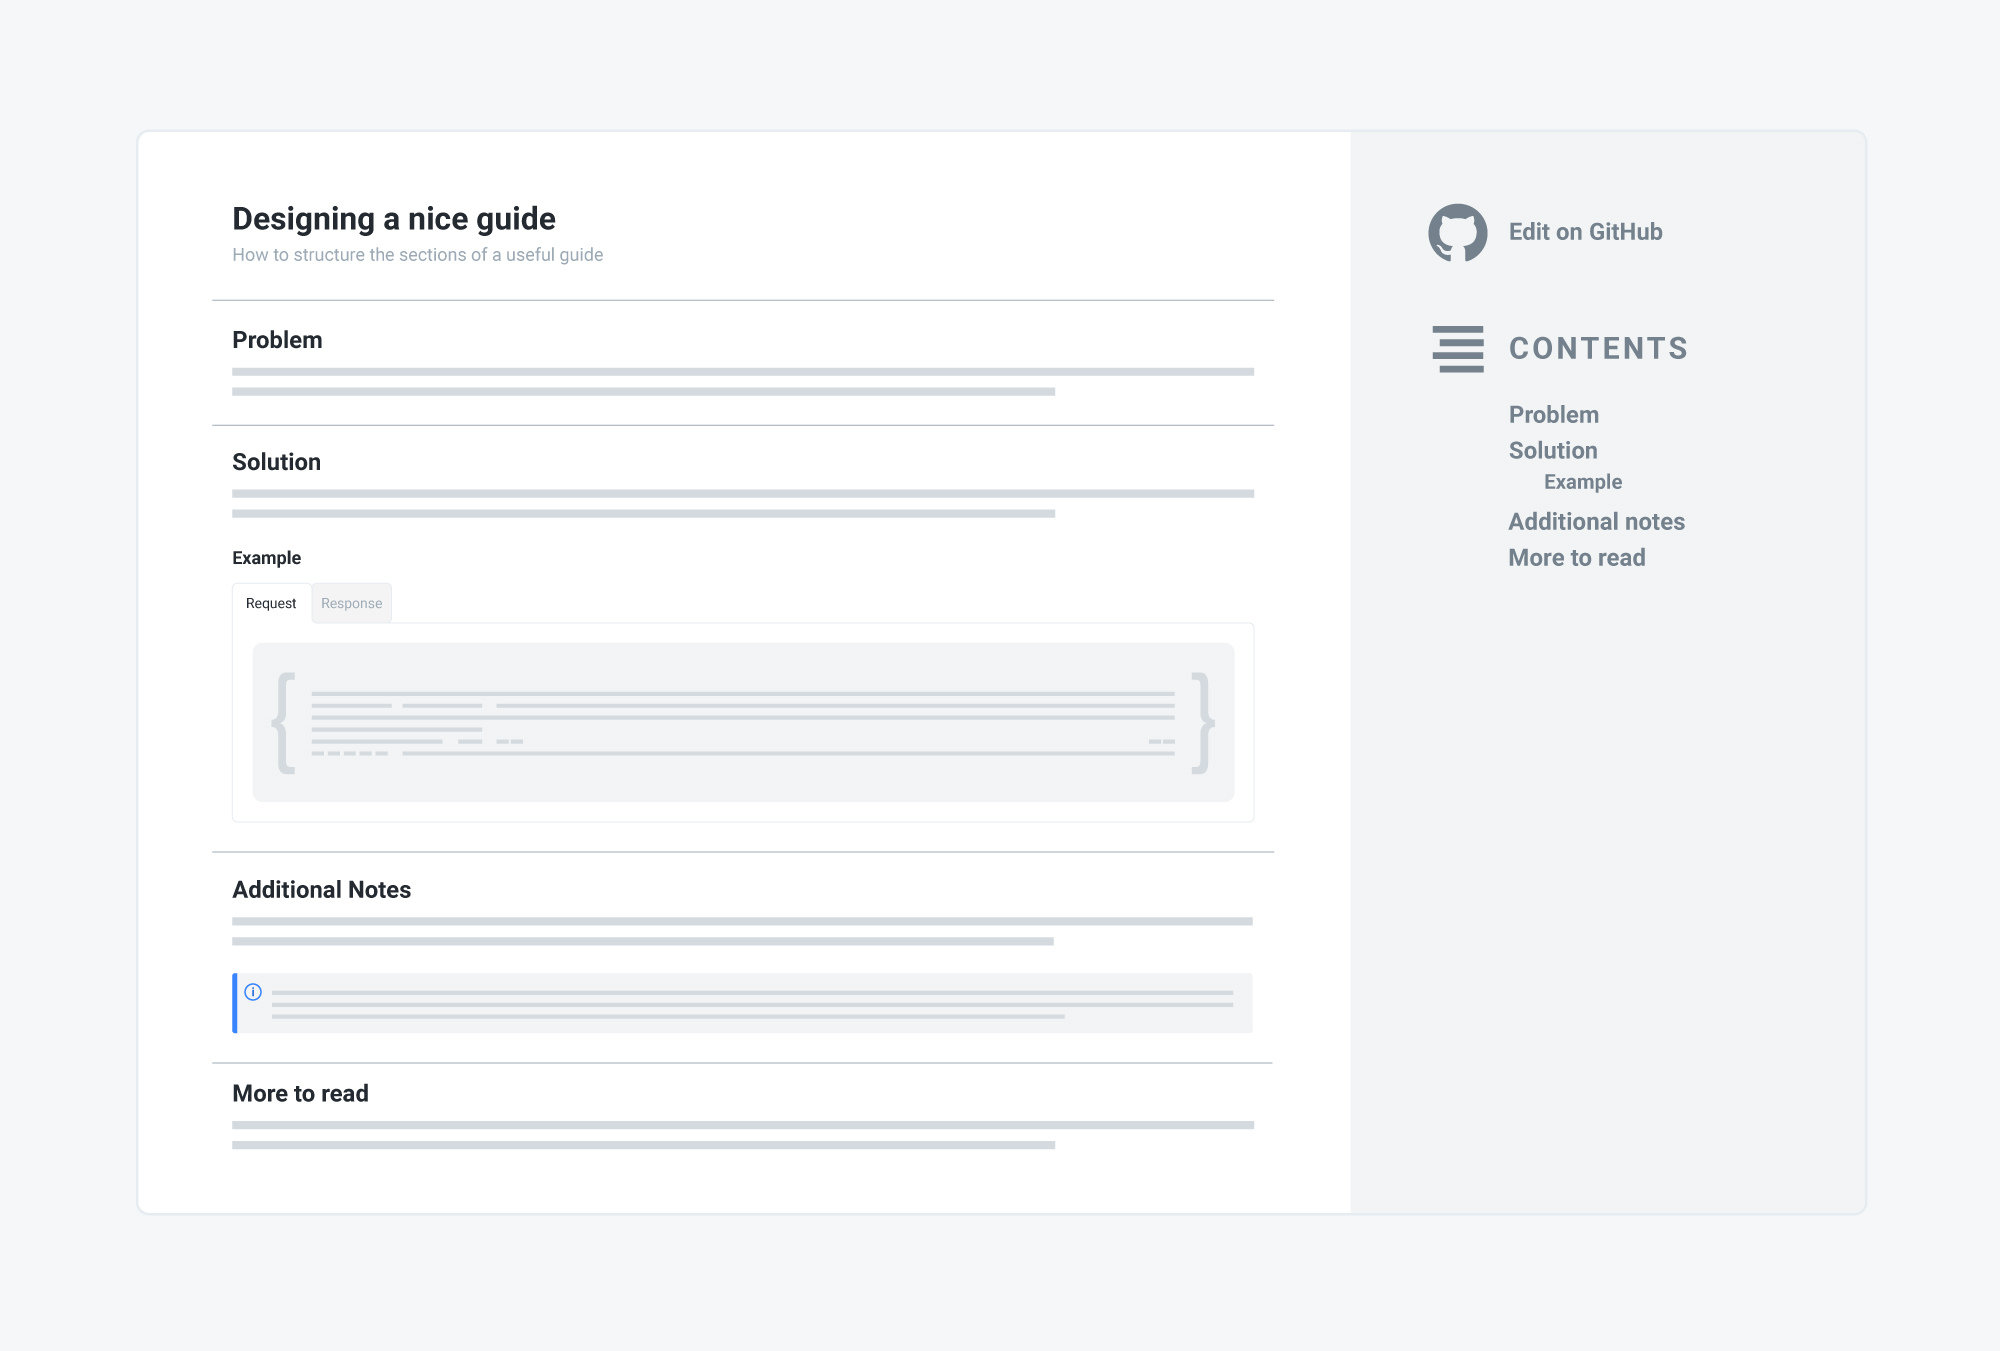 Designing a nice guide
How to structure the sections of a useful guide
Problem
Solution
Example
Request
Response
{
}
Additional Notes
More to read
Edit on GitHub
CONTENTS
Problem
Solution
Example
Additional notes
More to read